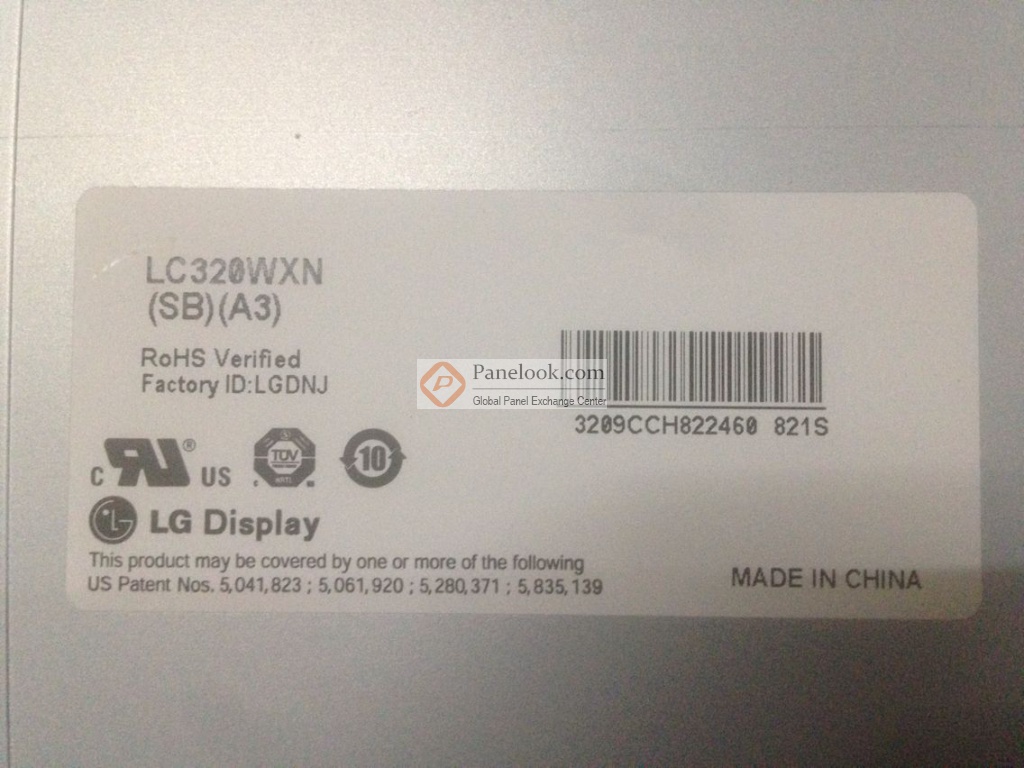 LC320WXN
(SB)(A3)
RoHS Verified
Factory ID:LGDNJ
Panelook.com
Global Panel Exchange Center
3209CCH822460 821S
C RU ® US
TÜV
10
LG Display
This product may be covered by one or more of the following
US Patent Nos. 5,041,823 ; 5,061,920 ; 5,280,371 ; 5,835,139
MADE IN CHINA